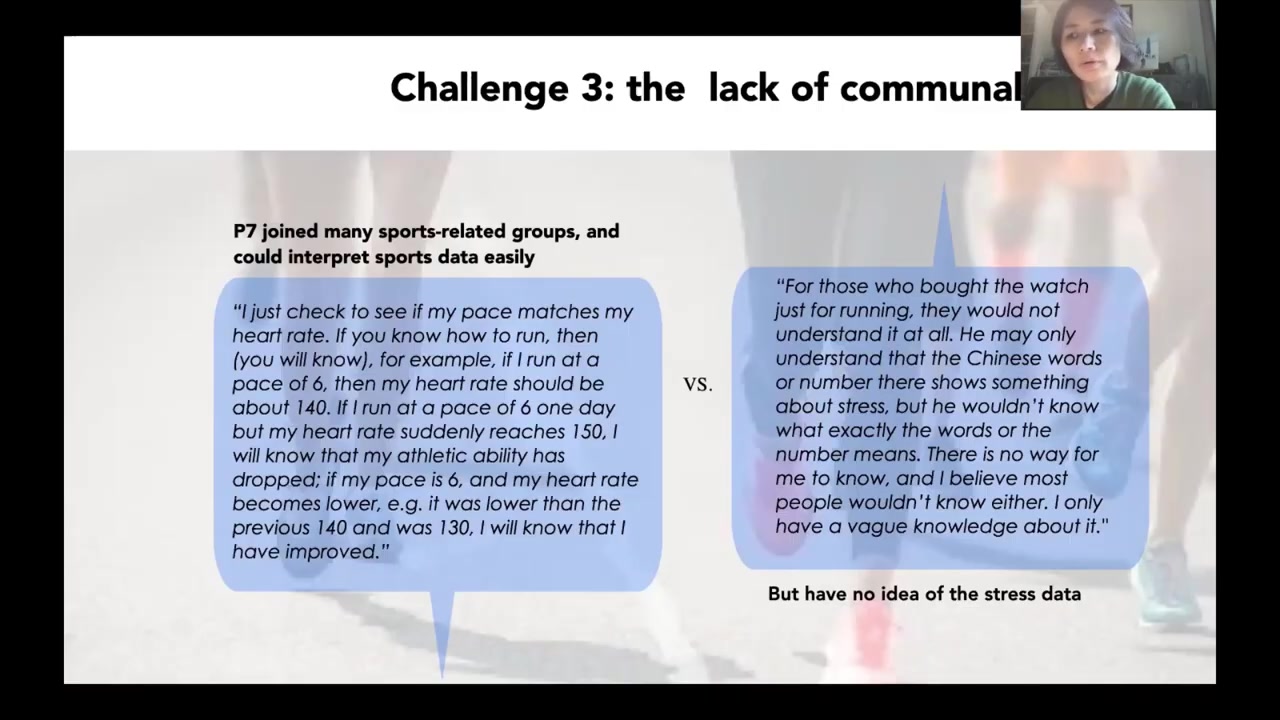 Challenge 3: the lack of communal
P7 joined many sports-related groups, and
could interpret sports data easily
“I just check to see if my pace matches my
heart rate. If you know how to run, then
(you will know), for example, if I run at a
pace of 6, then my heart rate should be
about 140. If I run at a pace of 6 one day
but my heart rate suddenly reaches 150, I
will know that my athletic ability has
dropped; if my pace is 6, and my heart rate
becomes lower, e.g. it was lower than the
previous 140 and was 130, I will know that I
have improved.”
vs.
“For those who bought the watch
just for running, they would not
understand it at all. He may only
understand that the Chinese words
or number there shows something
about stress, but he wouldn’t know
what exactly the words or the
number means. There is no way for
me to know, and I believe most
people wouldn’t know either. I only
have a vague knowledge about it."
But have no idea of the stress data